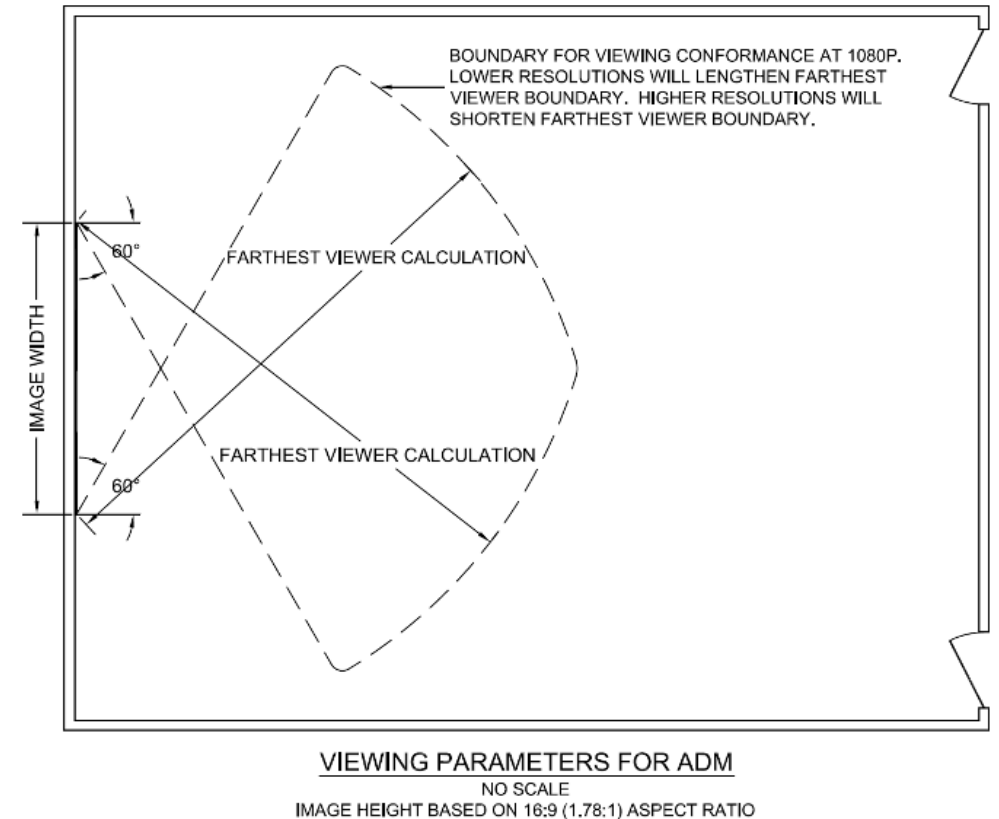 BOUNDARY FOR VIEWING CONFORMANCE AT 1080P.
LOWER RESOLUTIONS WILL LENGTHEN FARTHEST
VIEWER BOUNDARY. HIGHER RESOLUTIONS WILL
SHORTEN FARTHEST VIEWER BOUNDARY.
60°
FARTHEST VIEWER CALCULATION
IMAGE WIDTH
FARTHEST VIEWER CALCULATION
60°
VIEWING PARAMETERS FOR ADM
NO SCALE
IMAGE HEIGHT BASED ON 16:9 (1.78:1) ASPECT RATIO